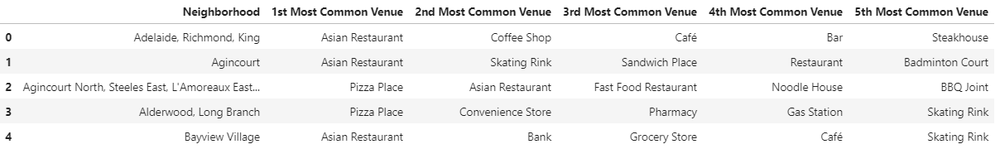 Neighborhood 1st Most Common Venue 2nd Most Common Venue 3rd Most Common Venue 4th Most Common Venue 5th Most Common Venue
0 Adelaide, Richmond, King Asian Restaurant Coffee Shop Café Bar Steakhouse
1 Agincourt Asian Restaurant Skating Rink Sandwich Place Restaurant Badminton Court
2 Agincourt North, Steeles East, L'Amoreaux East... Pizza Place Asian Restaurant Fast Food Restaurant Noodle House BBQ Joint
3 Alderwood, Long Branch Pizza Place Convenience Store Pharmacy Gas Station Skating Rink
4 Bayview Village Asian Restaurant Bank Grocery Store Café Skating Rink